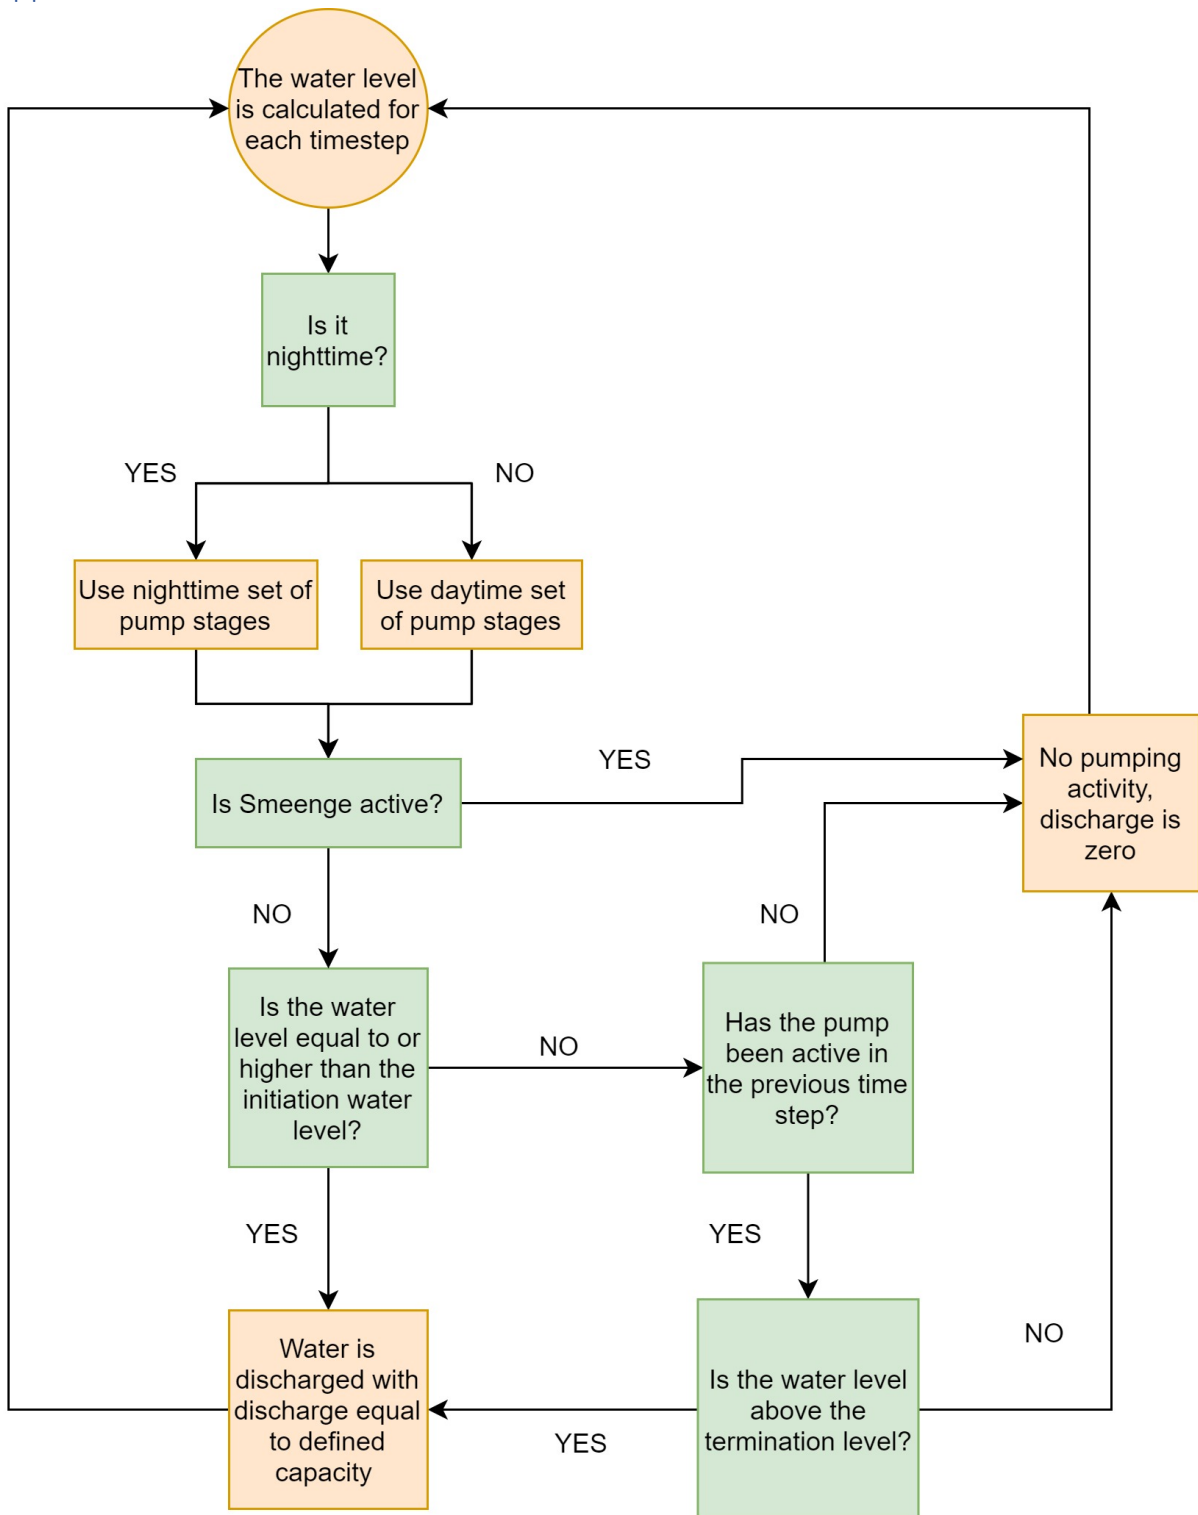 The water level
is calculated for
each timestep
Is it
nighttime?
YES
NO
Use nighttime set of
pump stages
Use daytime set
of pump stages
Is Smeenge active?
YES
No pumping
activity,
discharge is
zero
NO
NO
Is the water
level equal to or
higher than the
initiation water
level?
NO
Has the pump
been active in
the previous time
step?
YES
YES
Water is
discharged with
discharge equal
to defined
capacity
YES
Is the water level
above the
termination level?
NO